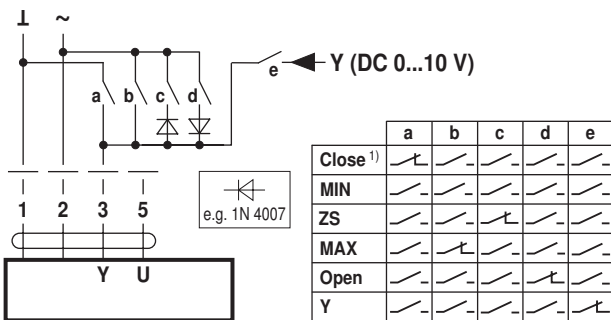 ⊥ ~
e Y (DC 0...10 V)
a b c d
1 2 3 5
e.g. 1N 4007
Y U
a b c d e
Close 1)
MIN
ZS
MAX
Open
Y